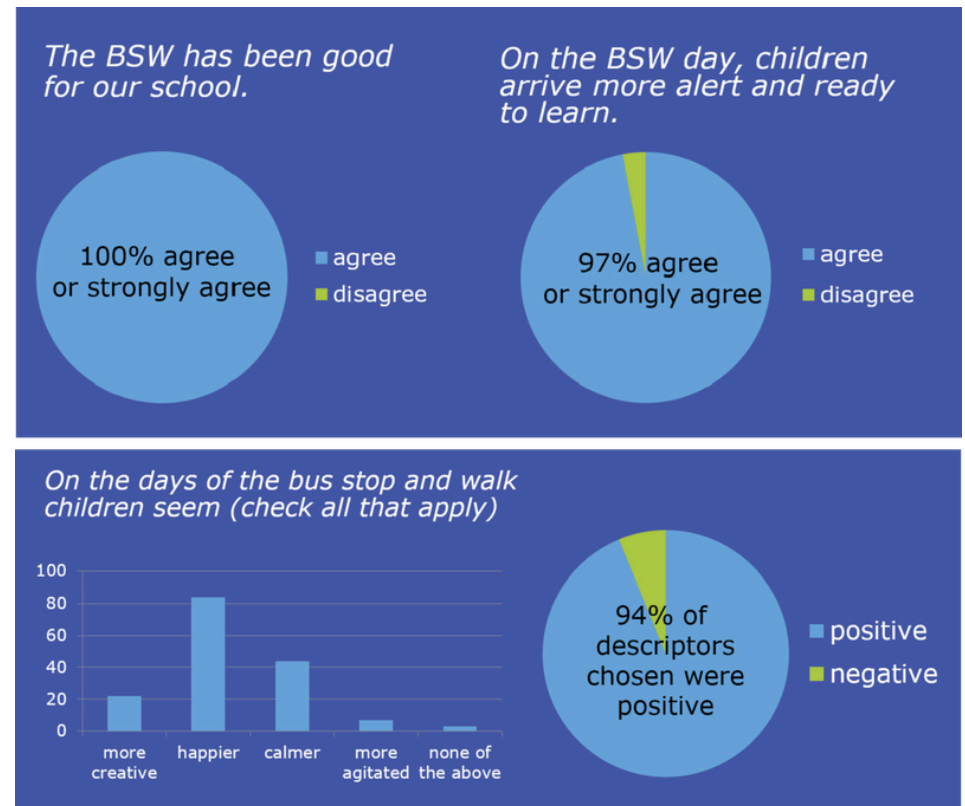 The BSW has been good
for our school.
100% agree
or strongly agree
agree
disagree
On the BSW day, children
arrive more alert and ready
to learn.
97% agree
or strongly agree
agree
disagree
On the days of the bus stop and walk
children seem (check all that apply)
100
80
60
40
20
0
more
creative
happier
calmer
more
agitated
none of
the above
94% of
descriptors
chosen were
positive
positive
negative